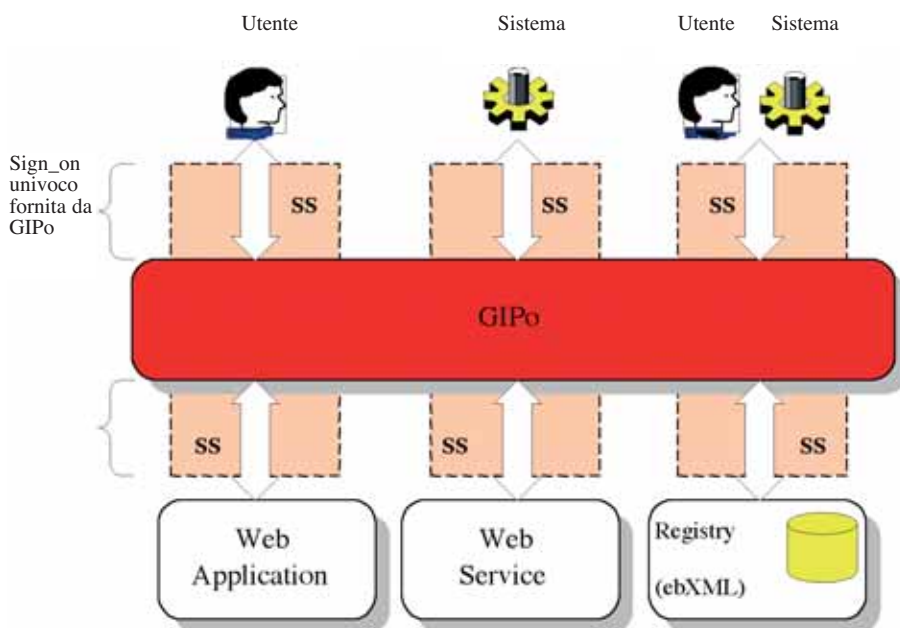 Utente
Sistema
Utente
Sistema
Sign_on
univoco
fornita da
GIPo
SS
SS
SS
GIPo
SS
SS
SS
Web
Application
Web
Service
Registry
(ebXML)